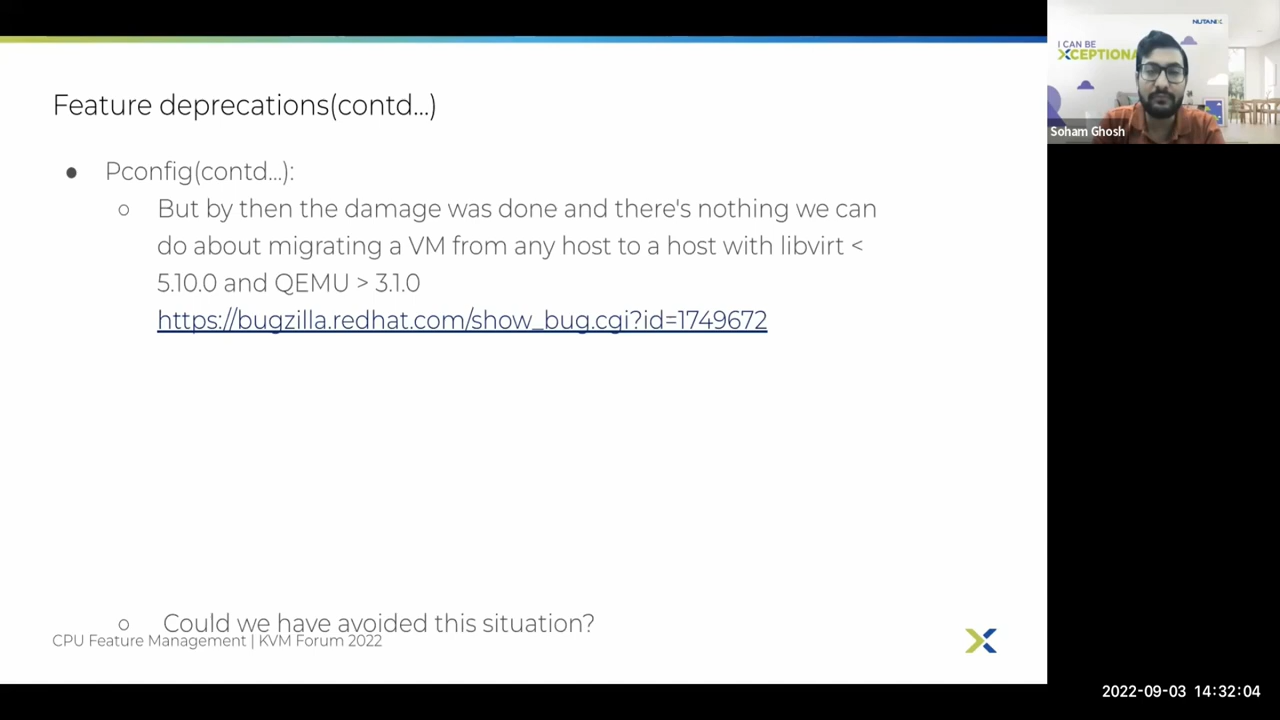 Feature deprecations(contd...)
● Pconfig(contd...):
○ But by then the damage was done and there's nothing we can
do about migrating a VM from any host to a host with libvirt <
5.10.0 and QEMU > 3.1.0
https://bugzilla.redhat.com/show_bug.cgi?id=1749672
○ Could we have avoided this situation?
CPU Feature Management | KVM Forum 2022
NUTANIX
I CAN BE
Soham Ghosh
2022-09-03 14:32:04